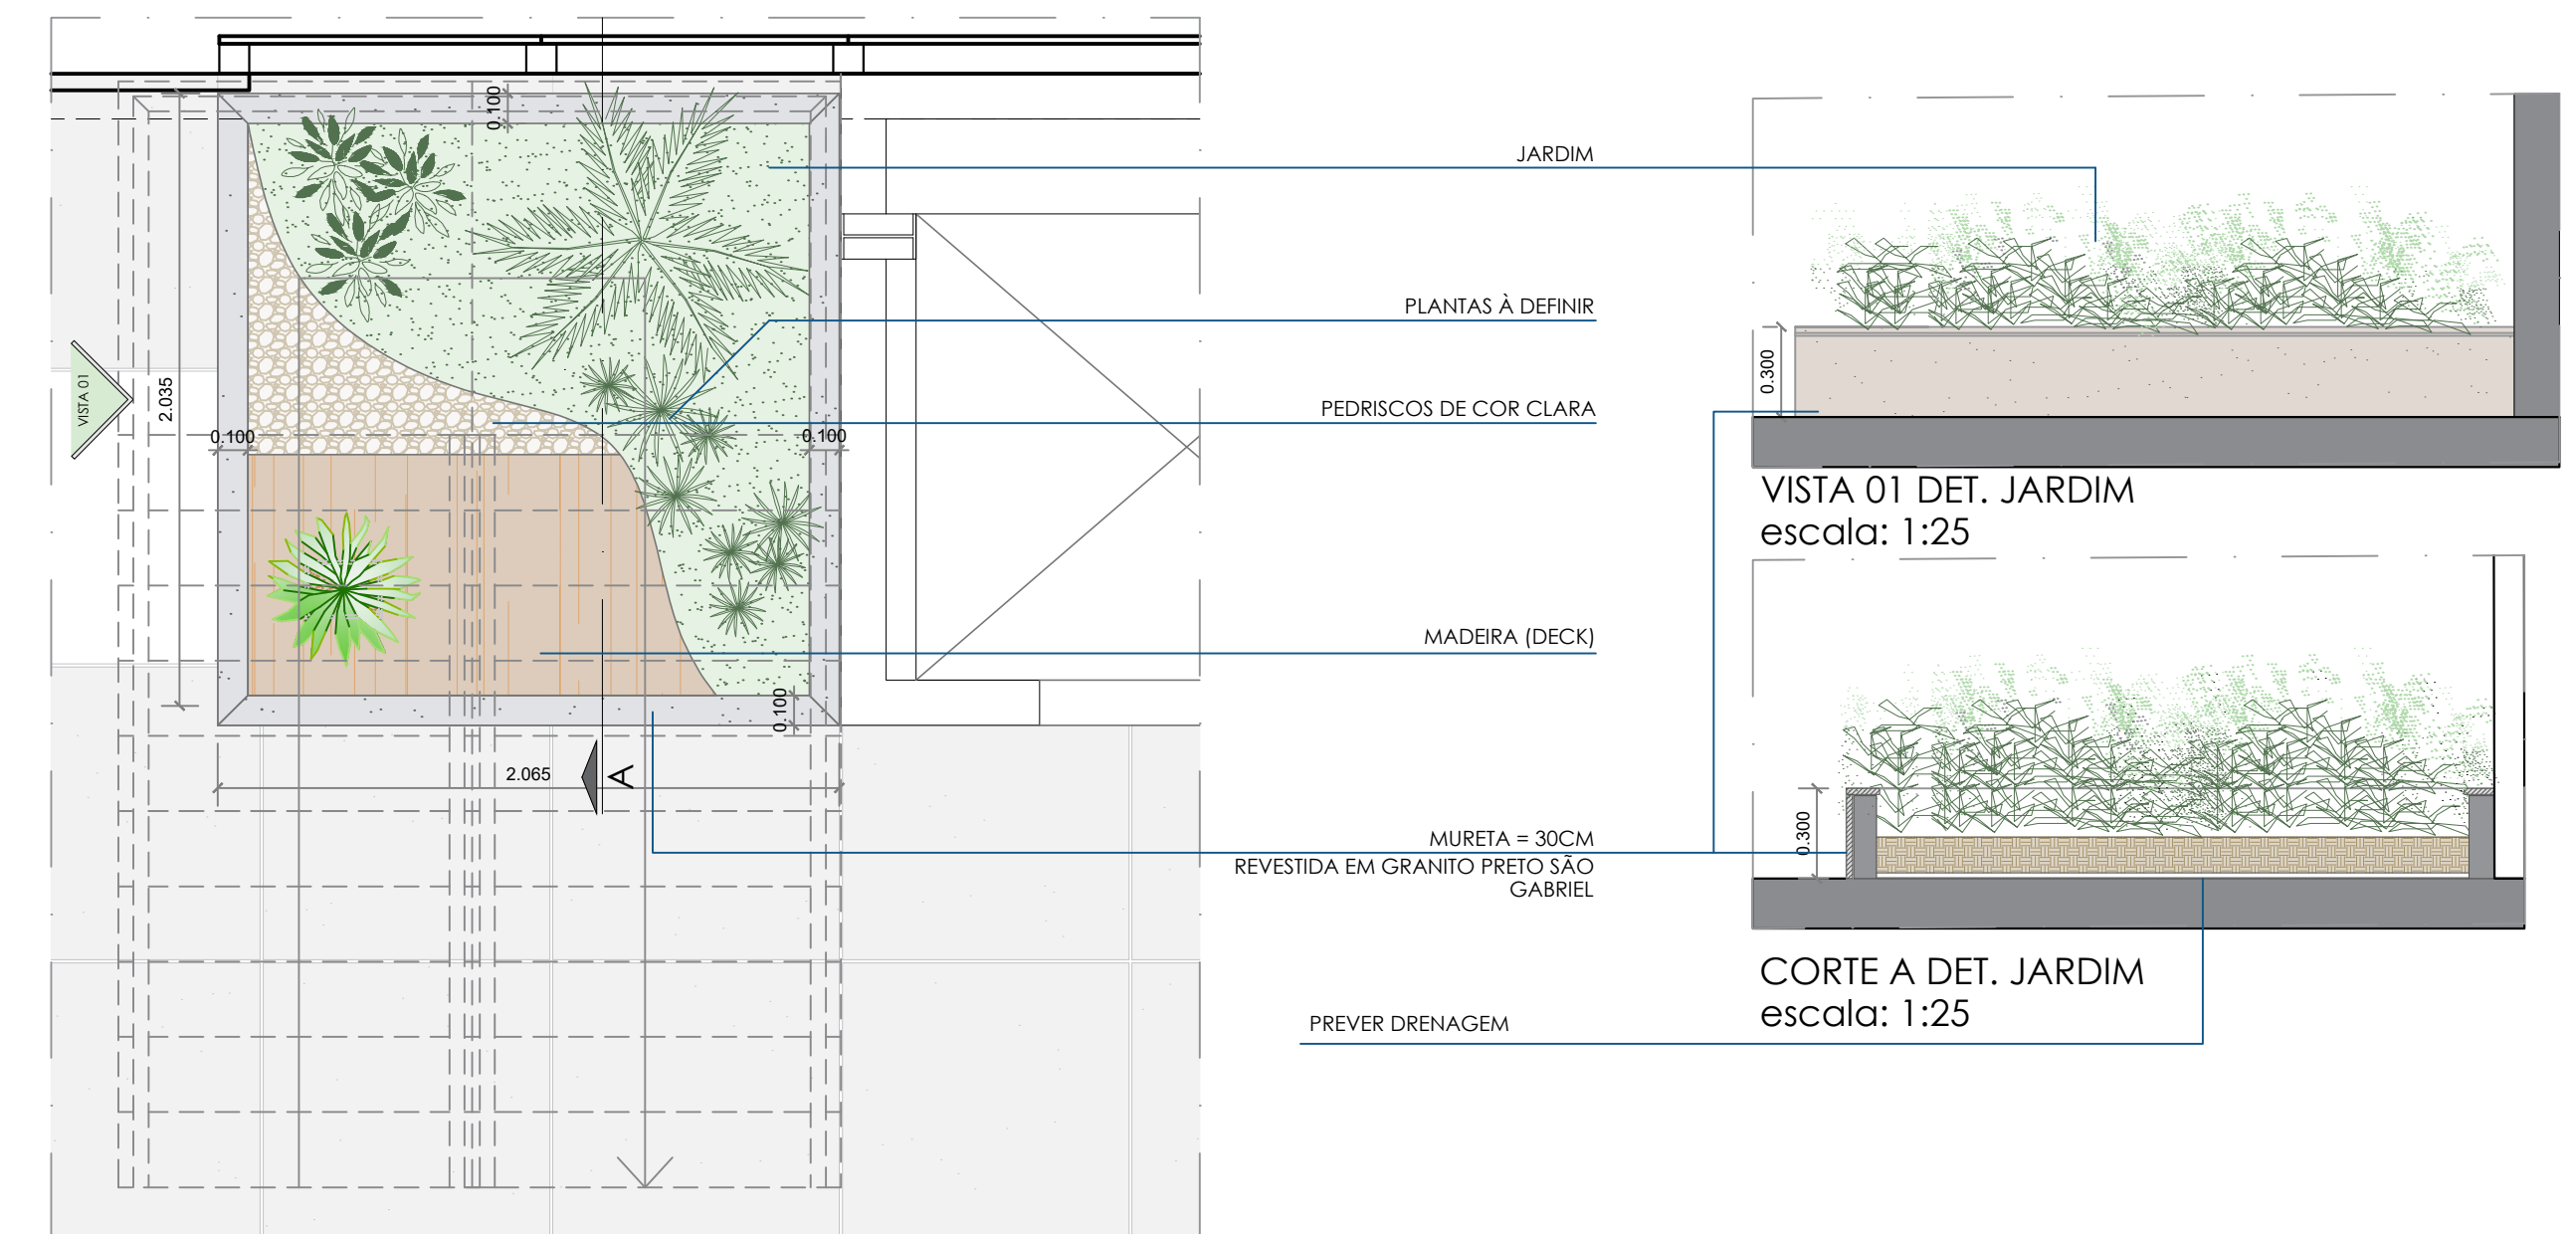 0.100
JARDIM
PLANTAS À DEFINIR
0.300
VISTA 01
2.035
PEDRISCOS DE COR CLARA
0.100
0.100
VISTA 01 DET. JARDIM
escala: 1:25
MADEIRA (DECK)
0.100
2.065
A
MURETA = 30CM
REVESTIDA EM GRANITO PRETO SÃO
GABRIEL
0.300
CORTE A DET. JARDIM
escala: 1:25
PREVER DRENAGEM